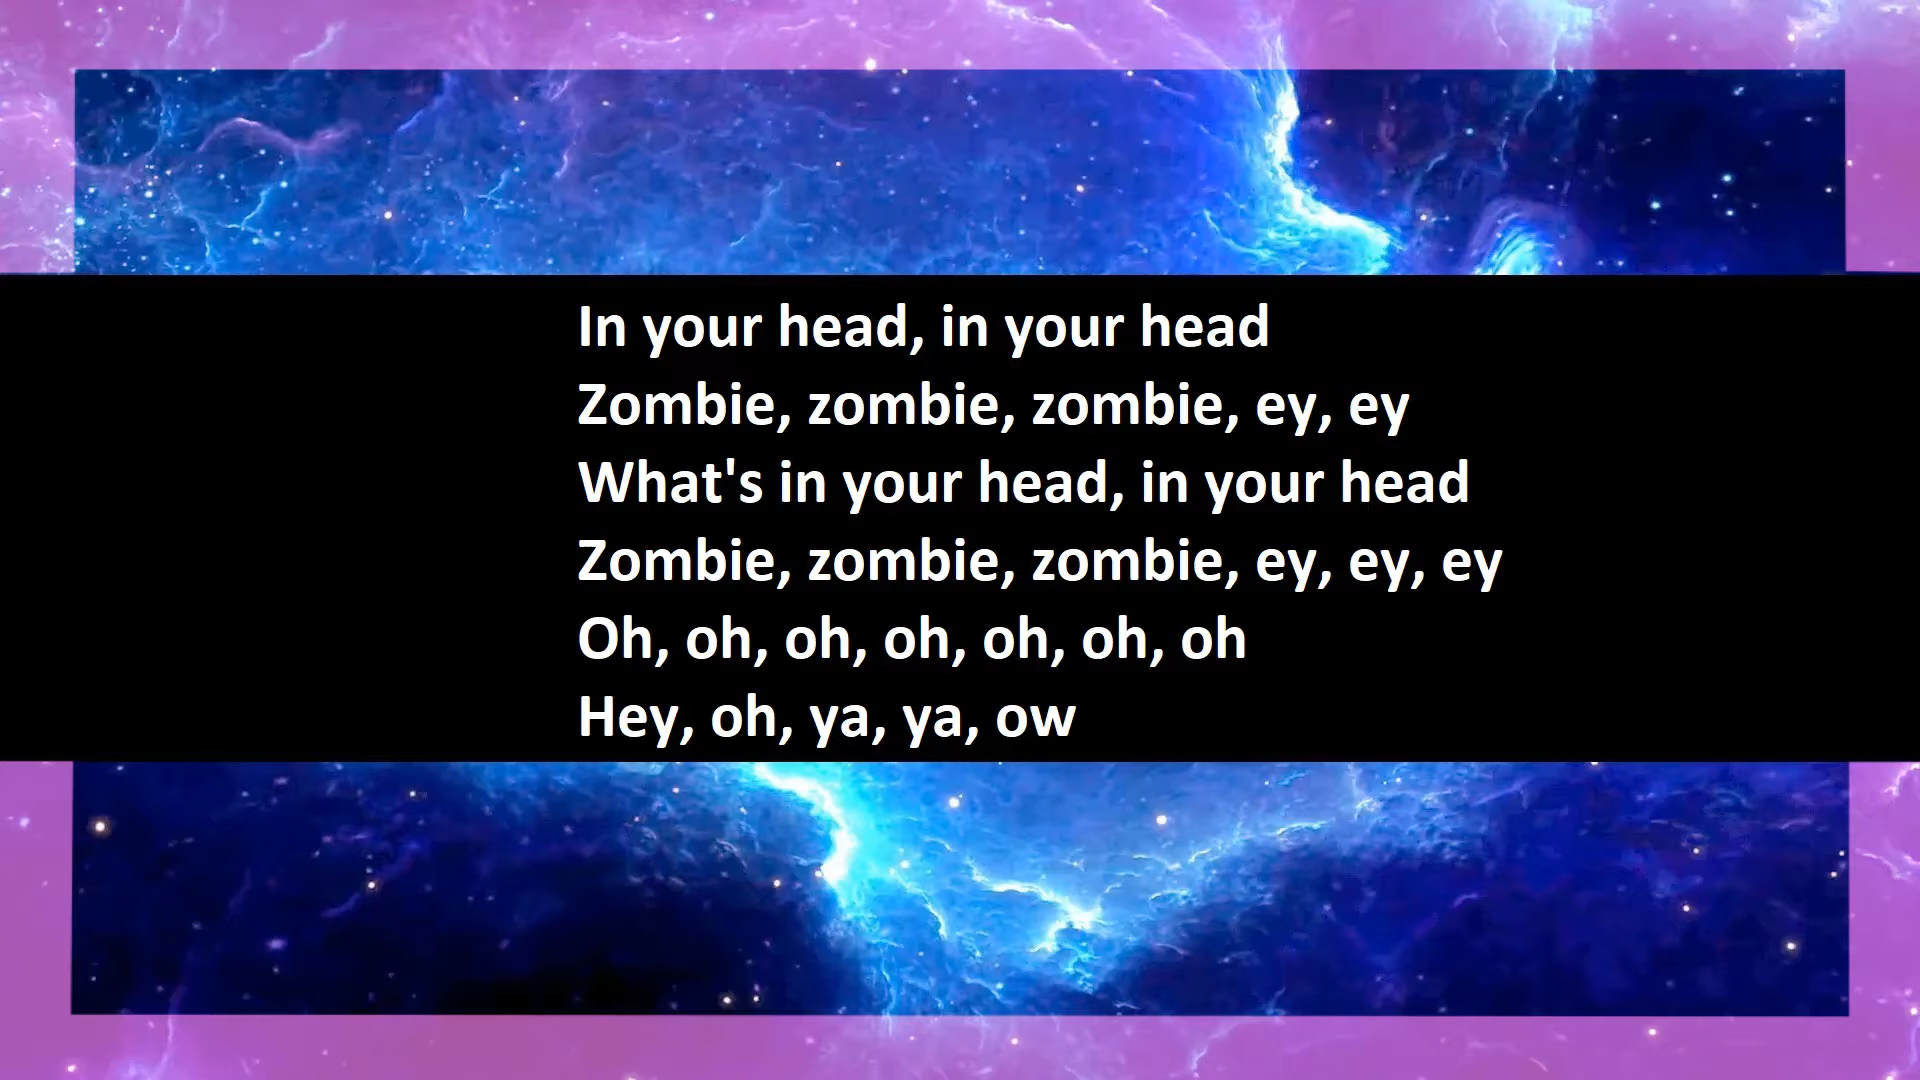 In your head, in your head
Zombie, zombie, zombie, ey, ey
What's in your head, in your head
Zombie, zombie, zombie, ey, ey, ey
Oh, oh, oh, oh, oh, oh, oh
Hey, oh, ya, ya, ow